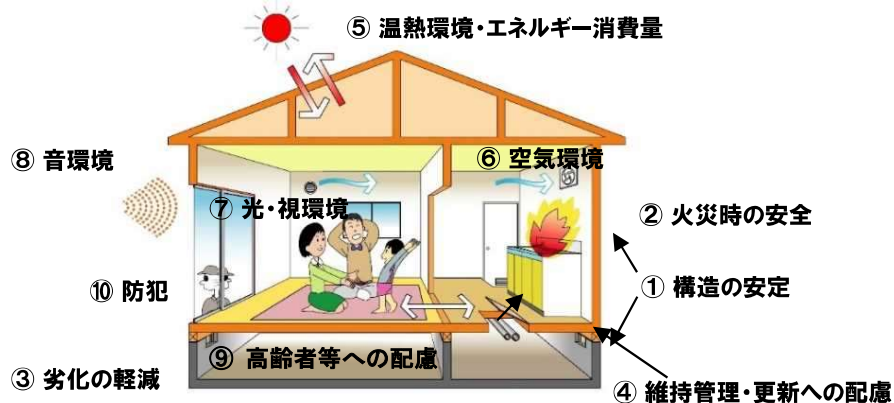 ⑤ 温熱環境・エネルギー消費量
⑧ 音環境
⑥ 空気環境
⑦ 光・視環境
② 火災時の安全
⑩ 防犯
① 構造の安定
⑨ 高齢者等への配慮
③ 劣化の軽減
④ 維持管理・更新への配慮